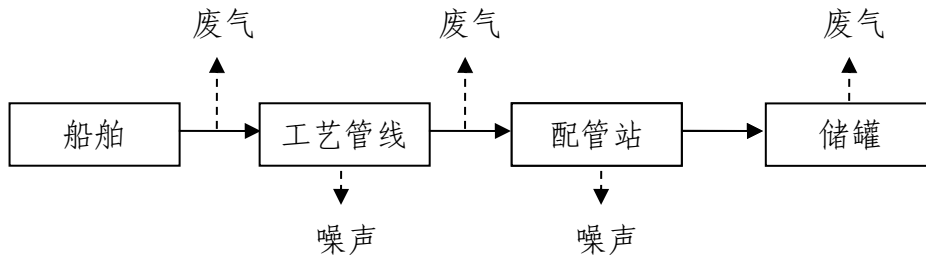 废气 废气 废气
船舶 工艺管线 配管站 储罐
噪声 噪声